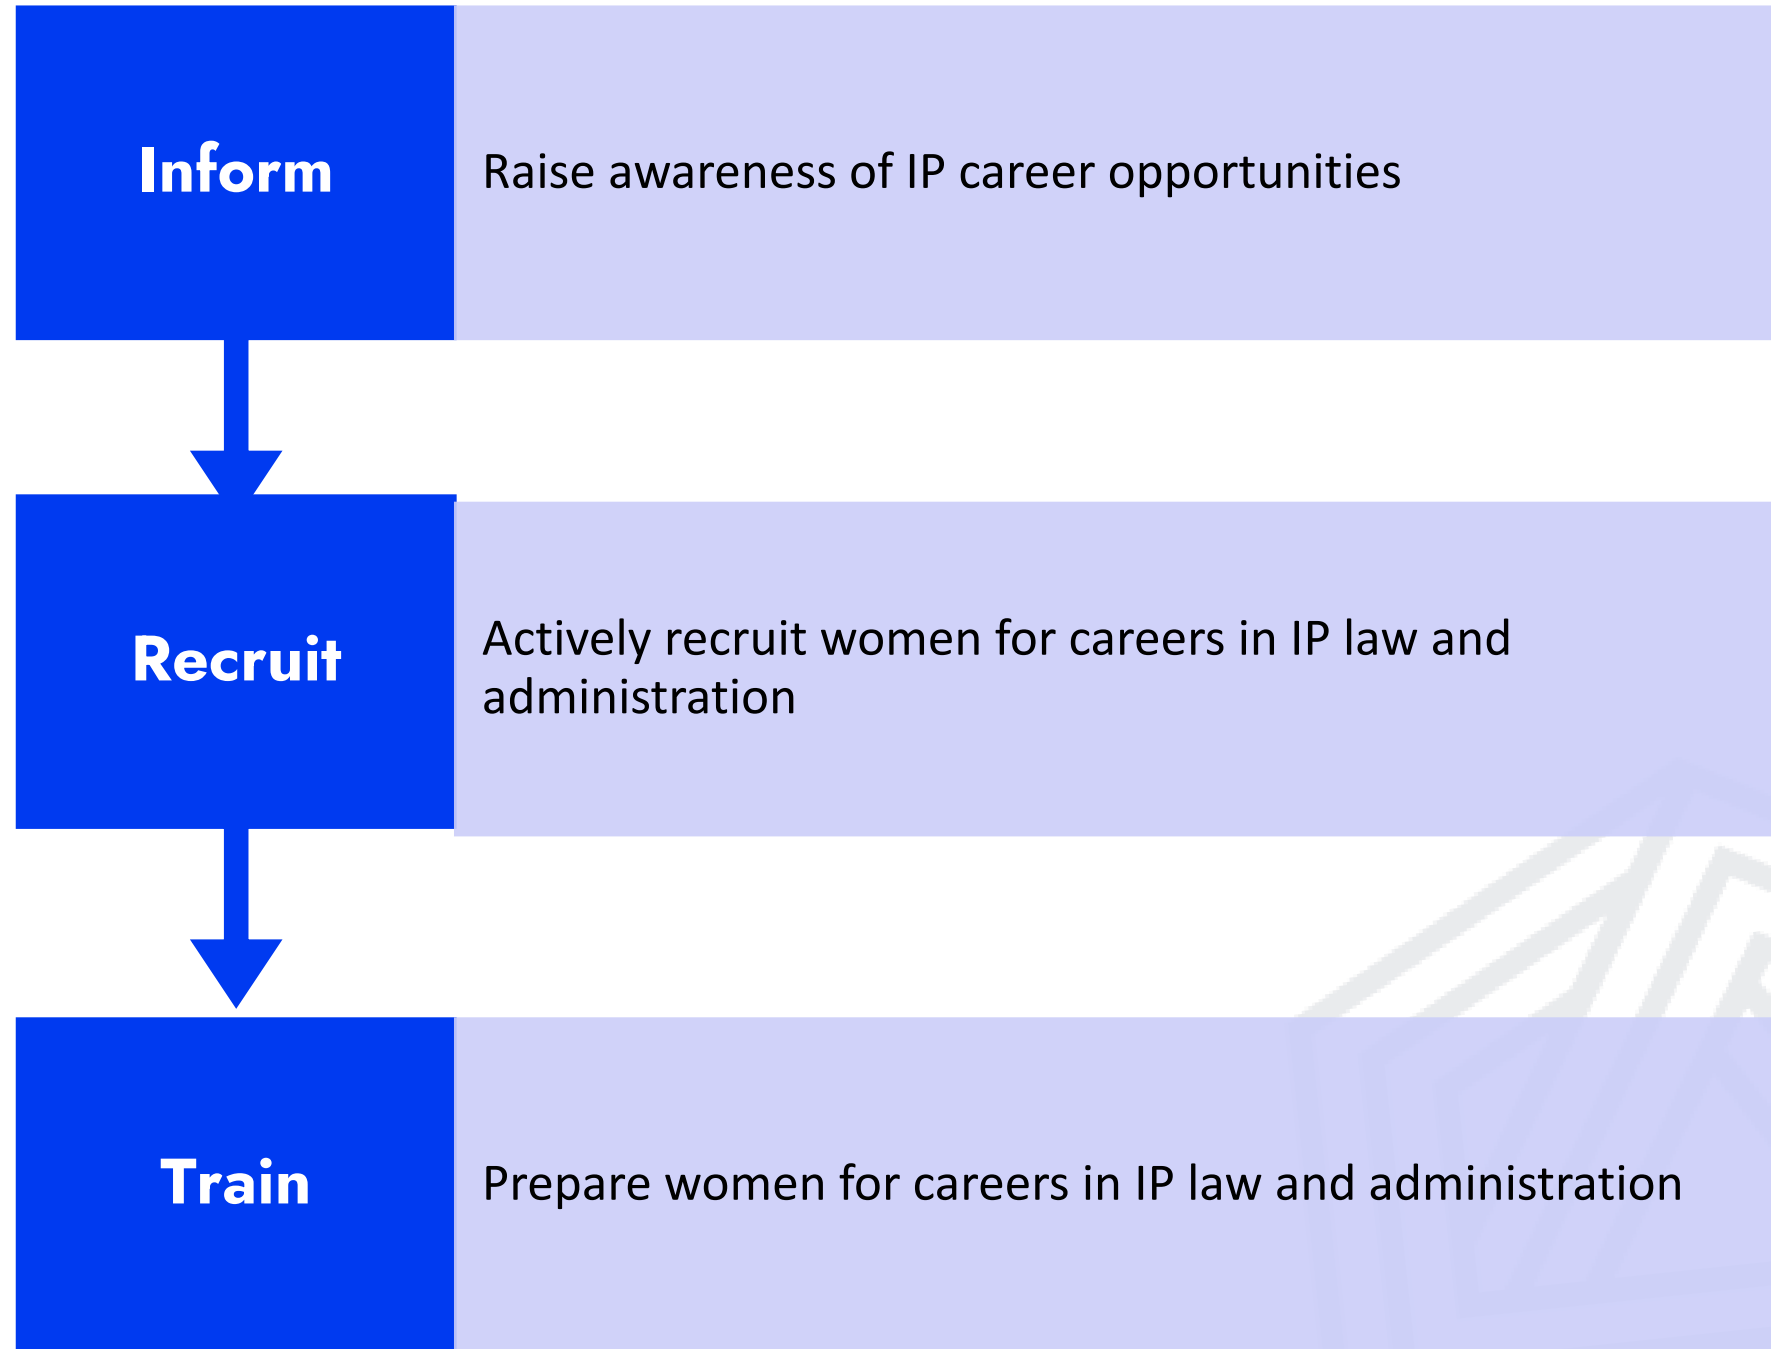 Inform
Raise awareness of IP career opportunities
Recruit
Actively recruit women for careers in IP law and
administration
Train
Prepare women for careers in IP law and administration